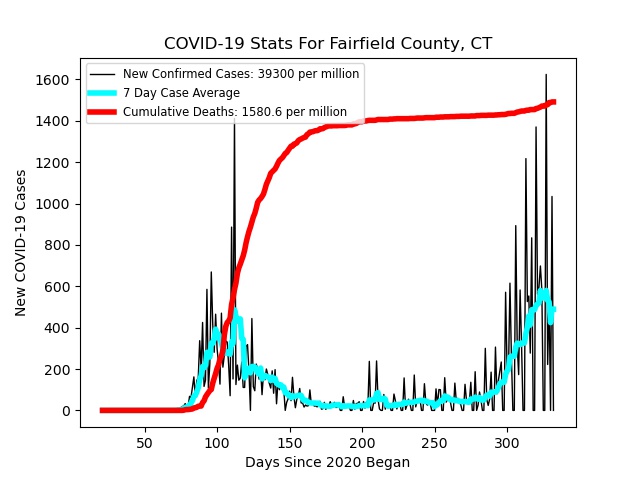 COVID-19 Stats For Fairfield County, CT
New Confirmed Cases: 39300 per million
7 Day Case Average
Cumulative Deaths: 1580.6 per million
New COVID-19 Cases
1600
1400
1200
1000
800
600
400
200
0
50 100 150 200 250 300
Days Since 2020 Began